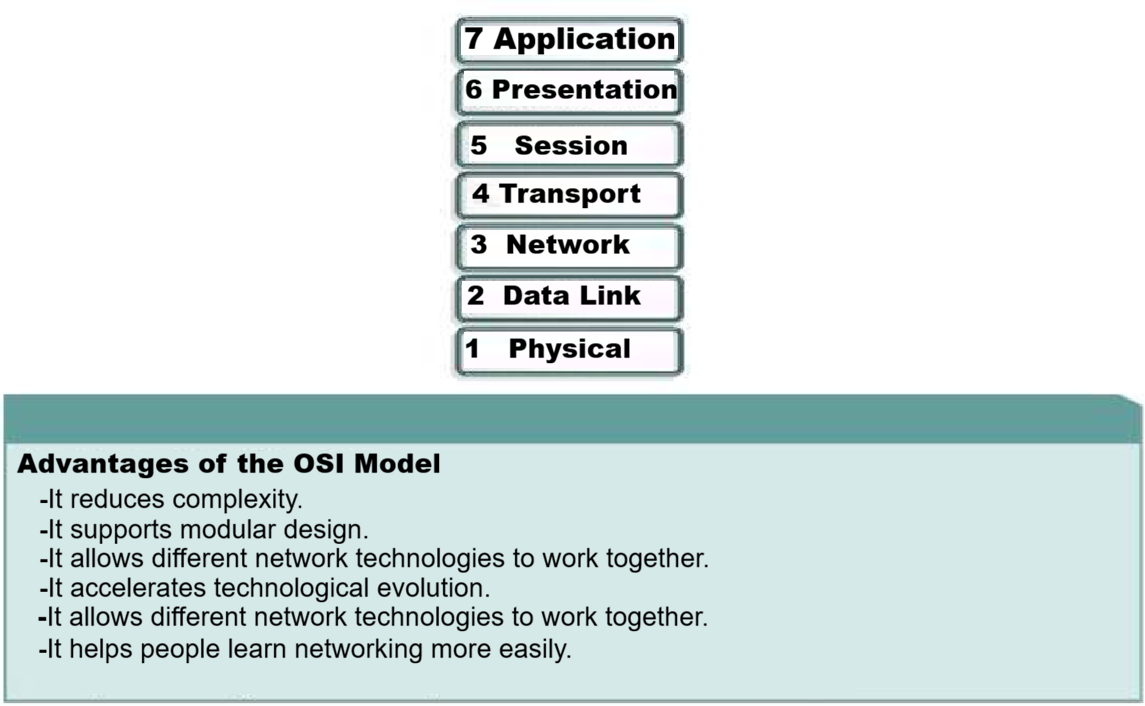 7 Application
6 Presentation
5 Session
4 Transport
3 Network
2 Data Link
1 Physical
Advantages of the OSI Model
-It reduces complexity.
-It supports modular design.
-It allows different network technologies to work together.
-It accelerates technological evolution.
-It allows different network technologies to work together.
-It helps people learn networking more easily.